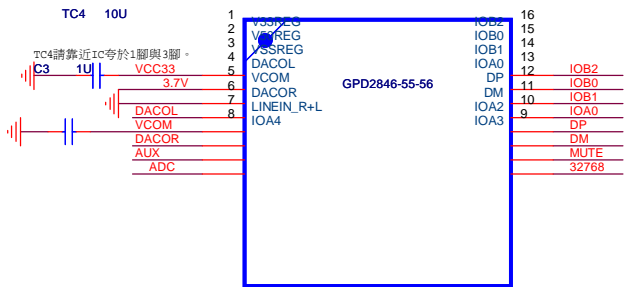 TC4 10U
TC4請靠近IC夸於1腳與3腳。
C3 1U
VCC33
3.7V
DACOL
VCOM
DACOR
AUX
ADC
1
2
3
4
5
6
7
8
V33REG
V50REG
VSSREG
DACOL
VCOM
DACOR
LINEIN_R+L
IOA4
GPD2846-55-56
IOB2
IOB0
IOB1
IOA0
DP
DM
IOA2
IOA3
16
15
14
13
12
11
10
9
IOB2
IOB0
IOB1
IOA0
DP
DM
MUTE
32768